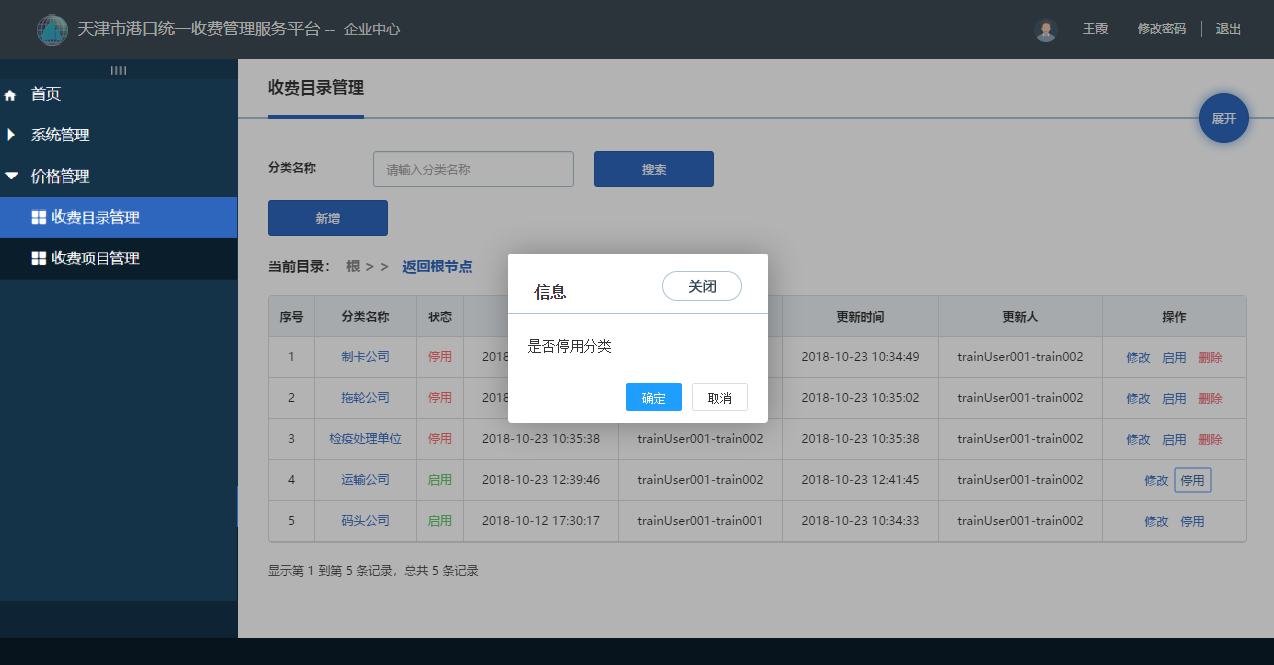 天津市港口统一收费管理服务平台 -- 企业中心 王霞 修改密码 退出
首页
系统管理
价格管理
收费目录管理
收费项目管理
收费目录管理
展开
分类名称 请输入分类名称 搜索
新增
当前目录： 根 > > 返回根节点
信息 关闭
是否停用分类
确定 取消
序号 分类名称 状态 更新时间 更新人 操作
1 制卡公司 停用 2018 2018-10-23 10:34:49 trainUser001-train002 修改 启用 删除
2 拖轮公司 停用 2018 2018-10-23 10:35:02 trainUser001-train002 修改 启用 删除
3 检疫处理单位 停用 2018-10-23 10:35:38 trainUser001-train002 2018-10-23 10:35:38 trainUser001-train002 修改 启用 删除
4 运输公司 启用 2018-10-23 12:39:46 trainUser001-train002 2018-10-23 12:41:45 trainUser001-train002 修改 停用
5 码头公司 启用 2018-10-12 17:30:17 trainUser001-train001 2018-10-23 10:34:33 trainUser001-train002 修改 停用
显示第 1 到第 5 条记录，总共 5 条记录